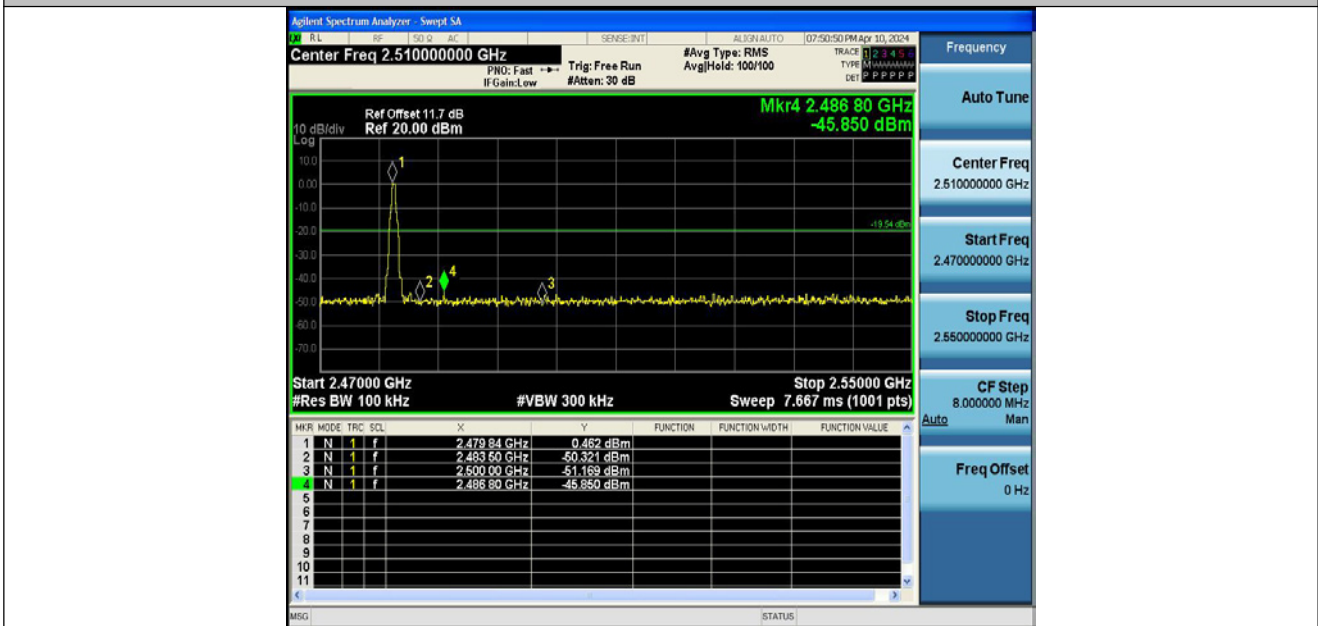 Agilent Spectrum Analyzer - Swept SA
RL RF 50 Ω AC SENSE:INT ALIGNAUTO 07:50:50 PM Apr 10, 2024
Center Freq 2.510000000 GHz
PNO: Fast
IFGain:Low
Trig: Free Run
#Atten: 30 dB
#Avg Type: RMS
Avg|Hold: 100/100
TRACE 1 2 3 4 5 6
TYPE M W W W W W
DET P P P P P P
Frequency
Mkr4 2.486 80 GHz
-45.850 dBm
Ref Offset 11.7 dB
10 dB/div Ref 20.00 dBm
Log
10.0
0.00
-10.0
-20.0
-30.0
-40.0
-50.0
-60.0
-70.0
1
2
4
3
-19.54 dBm
Start 2.47000 GHz Stop 2.55000 GHz
#Res BW 100 kHz #VBW 300 kHz Sweep 7.667 ms (1001 pts)
MKR MODE TRC SCL X Y FUNCTION FUNCTION WIDTH FUNCTION VALUE
1 N 1 f 2.479 84 GHz 0.462 dBm
2 N 1 f 2.483 50 GHz -50.321 dBm
3 N 1 f 2.500 00 GHz -51.169 dBm
4 N 1 f 2.486 80 GHz -45.850 dBm
5
6
7
8
9
10
11
Auto Tune
Center Freq
2.510000000 GHz
Start Freq
2.470000000 GHz
Stop Freq
2.550000000 GHz
CF Step
8.000000 MHz
Auto Man
Freq Offset
0 Hz
MSG STATUS